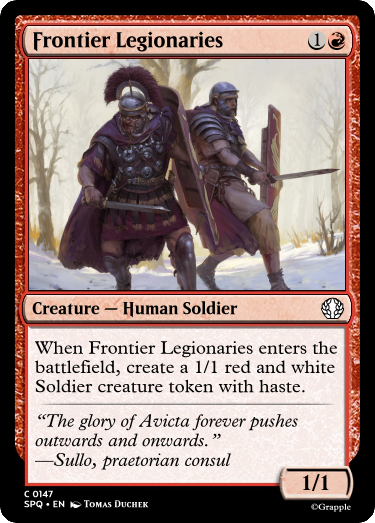 Frontier Legionaries 1
Creature — Human Soldier
When Frontier Legionaries enters the
battlefield, create a 1/1 red and white
Soldier creature token with haste.
“The glory of Avicta forever pushes
outwards and onwards.”
—Sullo, praetorian consul
1/1
C 0147
SPQ • EN Tomas Duchek
©Grapple